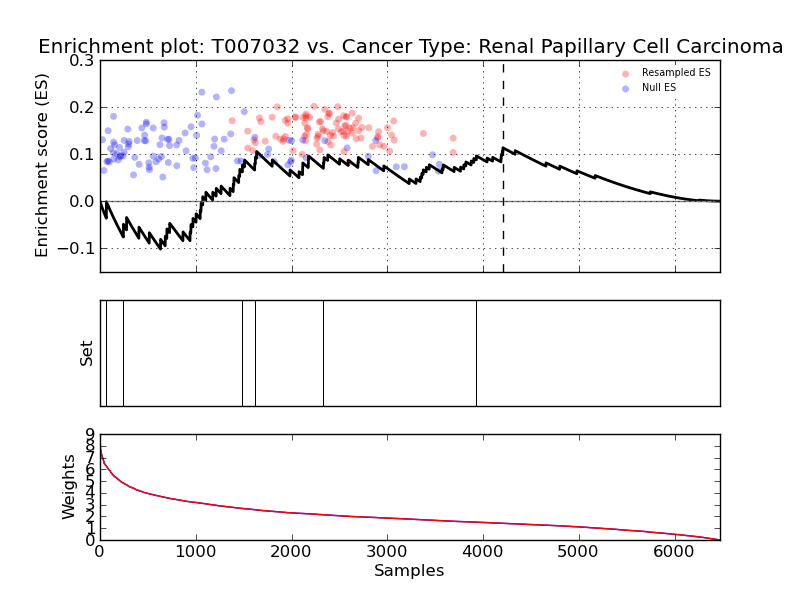 Enrichment plot: T007032 vs. Cancer Type: Renal Papillary Cell Carcinoma
0.3
0.2
0.1
0.0
−0.1
Enrichment score (ES)
Resampled ES
Null ES
Set
9
8
7
6
5
4
3
2
1
0
Weights
0 1000 2000 3000 4000 5000 6000
Samples